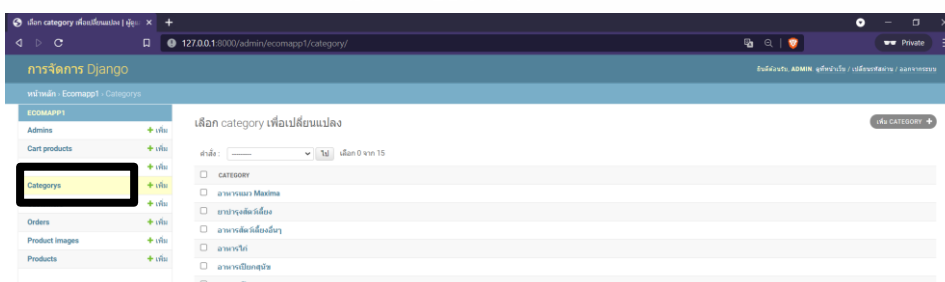 เลือก category เพื่อเปลี่ยนแปลง | ผู้ดู
127.0.0.1:8000/admin/ecomapp1/category/
Private
การจัดการ Django
ยินดีต้อนรับ, ADMIN. ดูที่หน้าเว็บ / เปลี่ยนรหัสผ่าน / ออกจากระบบ
หน้าหลัก › Ecomapp1 › Categorys
ECOMAPP1
Admins + เพิ่ม
Cart products + เพิ่ม
+ เพิ่ม
Categorys + เพิ่ม
+ เพิ่ม
Orders + เพิ่ม
Product images + เพิ่ม
Products + เพิ่ม
เลือก category เพื่อเปลี่ยนแปลง
เพิ่ม CATEGORY +
คำสั่ง : --------- ไป เลือก 0 จาก 15
CATEGORY
อาหารแมว Maxima
ยาบำรุงสัตว์เลี้ยง
อาหารสัตว์เลี้ยงอื่นๆ
อาหารไก่
อาหารเปียกสุนัข